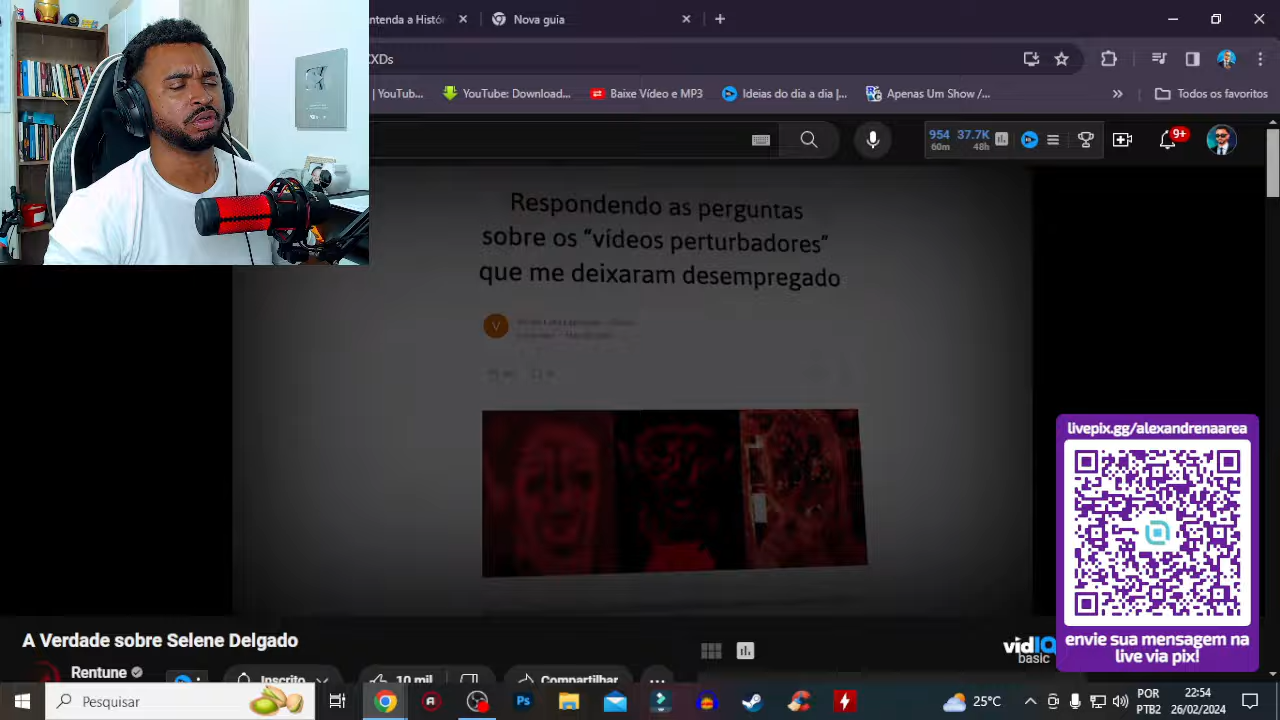 ntenda a Histó
Nova guia
XDs
| YouTub...
YouTube: Download...
Baixe Vídeo e MP3
Ideias do dia a dia |...
Apenas Um Show /...
»
Todos os favoritos
954
60m
37.7K
48h
9+
Respondendo as perguntas
sobre os “vídeos perturbadores”
que me deixaram desempregado
V
livepix.gg/alexandrenaarea
envie sua mensagem na
live via pix!
A Verdade sobre Selene Delgado
Rentune
Inscrito
10 mil
Compartilhar
vidIQ
basic
Pesquisar
Ps
25°C
POR
PTB2
22:54
26/02/2024